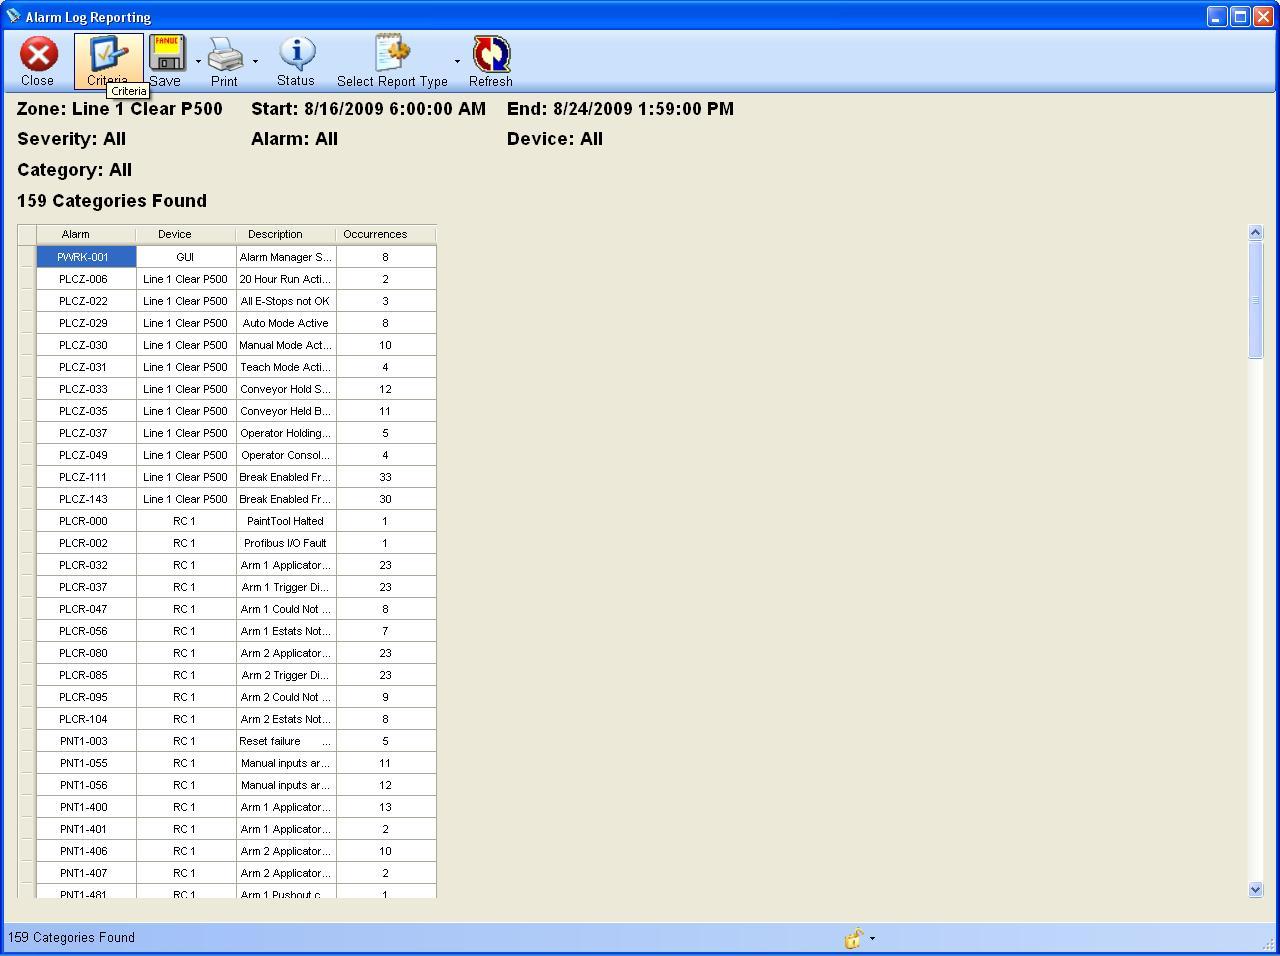 Alarm Log Reporting
Close Criteria Save Print Status Select Report Type Refresh
FANUC
Criteria
Zone: Line 1 Clear P500 Start: 8/16/2009 6:00:00 AM End: 8/24/2009 1:59:00 PM
Severity: All Alarm: All Device: All
Category: All
159 Categories Found
Alarm Device Description Occurrences
PWRK-001 GUI Alarm Manager S... 8
PLCZ-006 Line 1 Clear P500 20 Hour Run Acti... 2
PLCZ-022 Line 1 Clear P500 All E-Stops not OK 3
PLCZ-029 Line 1 Clear P500 Auto Mode Active 8
PLCZ-030 Line 1 Clear P500 Manual Mode Act... 10
PLCZ-031 Line 1 Clear P500 Teach Mode Acti... 4
PLCZ-033 Line 1 Clear P500 Conveyor Hold S... 12
PLCZ-035 Line 1 Clear P500 Conveyor Held B... 11
PLCZ-037 Line 1 Clear P500 Operator Holding... 5
PLCZ-049 Line 1 Clear P500 Operator Consol... 4
PLCZ-111 Line 1 Clear P500 Break Enabled Fr... 33
PLCZ-143 Line 1 Clear P500 Break Enabled Fr... 30
PLCR-000 RC 1 PaintTool Halted 1
PLCR-002 RC 1 Profibus I/O Fault 1
PLCR-032 RC 1 Arm 1 Applicator... 23
PLCR-037 RC 1 Arm 1 Trigger Di... 23
PLCR-047 RC 1 Arm 1 Could Not ... 8
PLCR-056 RC 1 Arm 1 Estats Not... 7
PLCR-080 RC 1 Arm 2 Applicator... 23
PLCR-085 RC 1 Arm 2 Trigger Di... 23
PLCR-095 RC 1 Arm 2 Could Not ... 9
PLCR-104 RC 1 Arm 2 Estats Not... 8
PNT1-003 RC 1 Reset failure ... 5
PNT1-055 RC 1 Manual inputs ar... 11
PNT1-056 RC 1 Manual inputs ar... 12
PNT1-400 RC 1 Arm 1 Applicator... 13
PNT1-401 RC 1 Arm 1 Applicator... 2
PNT1-406 RC 1 Arm 2 Applicator... 10
PNT1-407 RC 1 Arm 2 Applicator... 2
PNT1-481 RC 1 Arm 1 Pushout c... 1
159 Categories Found